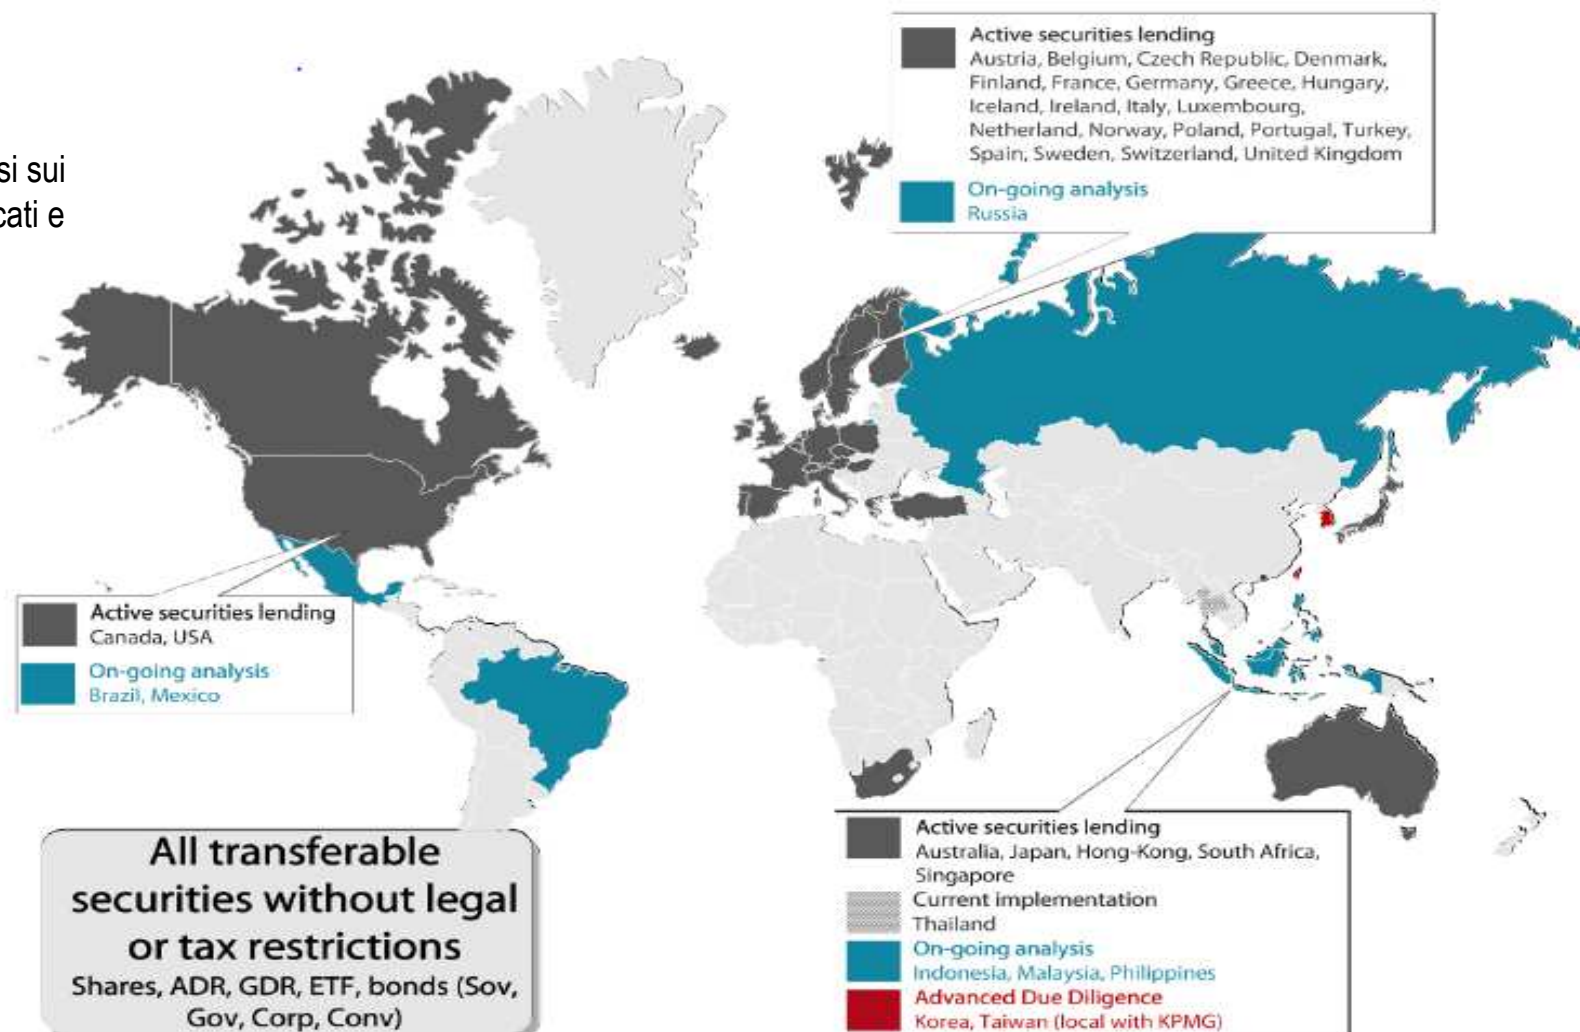 si sui
cati e
Active securities lending
Austria, Belgium, Czech Republic, Denmark,
Finland, France, Germany, Greece, Hungary,
Iceland, Ireland, Italy, Luxembourg,
Netherland, Norway, Poland, Portugal, Turkey,
Spain, Sweden, Switzerland, United Kingdom
On-going analysis
Russia
Active securities lending
Canada, USA
On-going analysis
Brazil, Mexico
All transferable
securities without legal
or tax restrictions
Shares, ADR, GDR, ETF, bonds (Sov,
Gov, Corp, Conv)
Active securities lending
Australia, Japan, Hong-Kong, South Africa,
Singapore
Current implementation
Thailand
On-going analysis
Indonesia, Malaysia, Philippines
Advanced Due Diligence
Korea, Taiwan (local with KPMG)